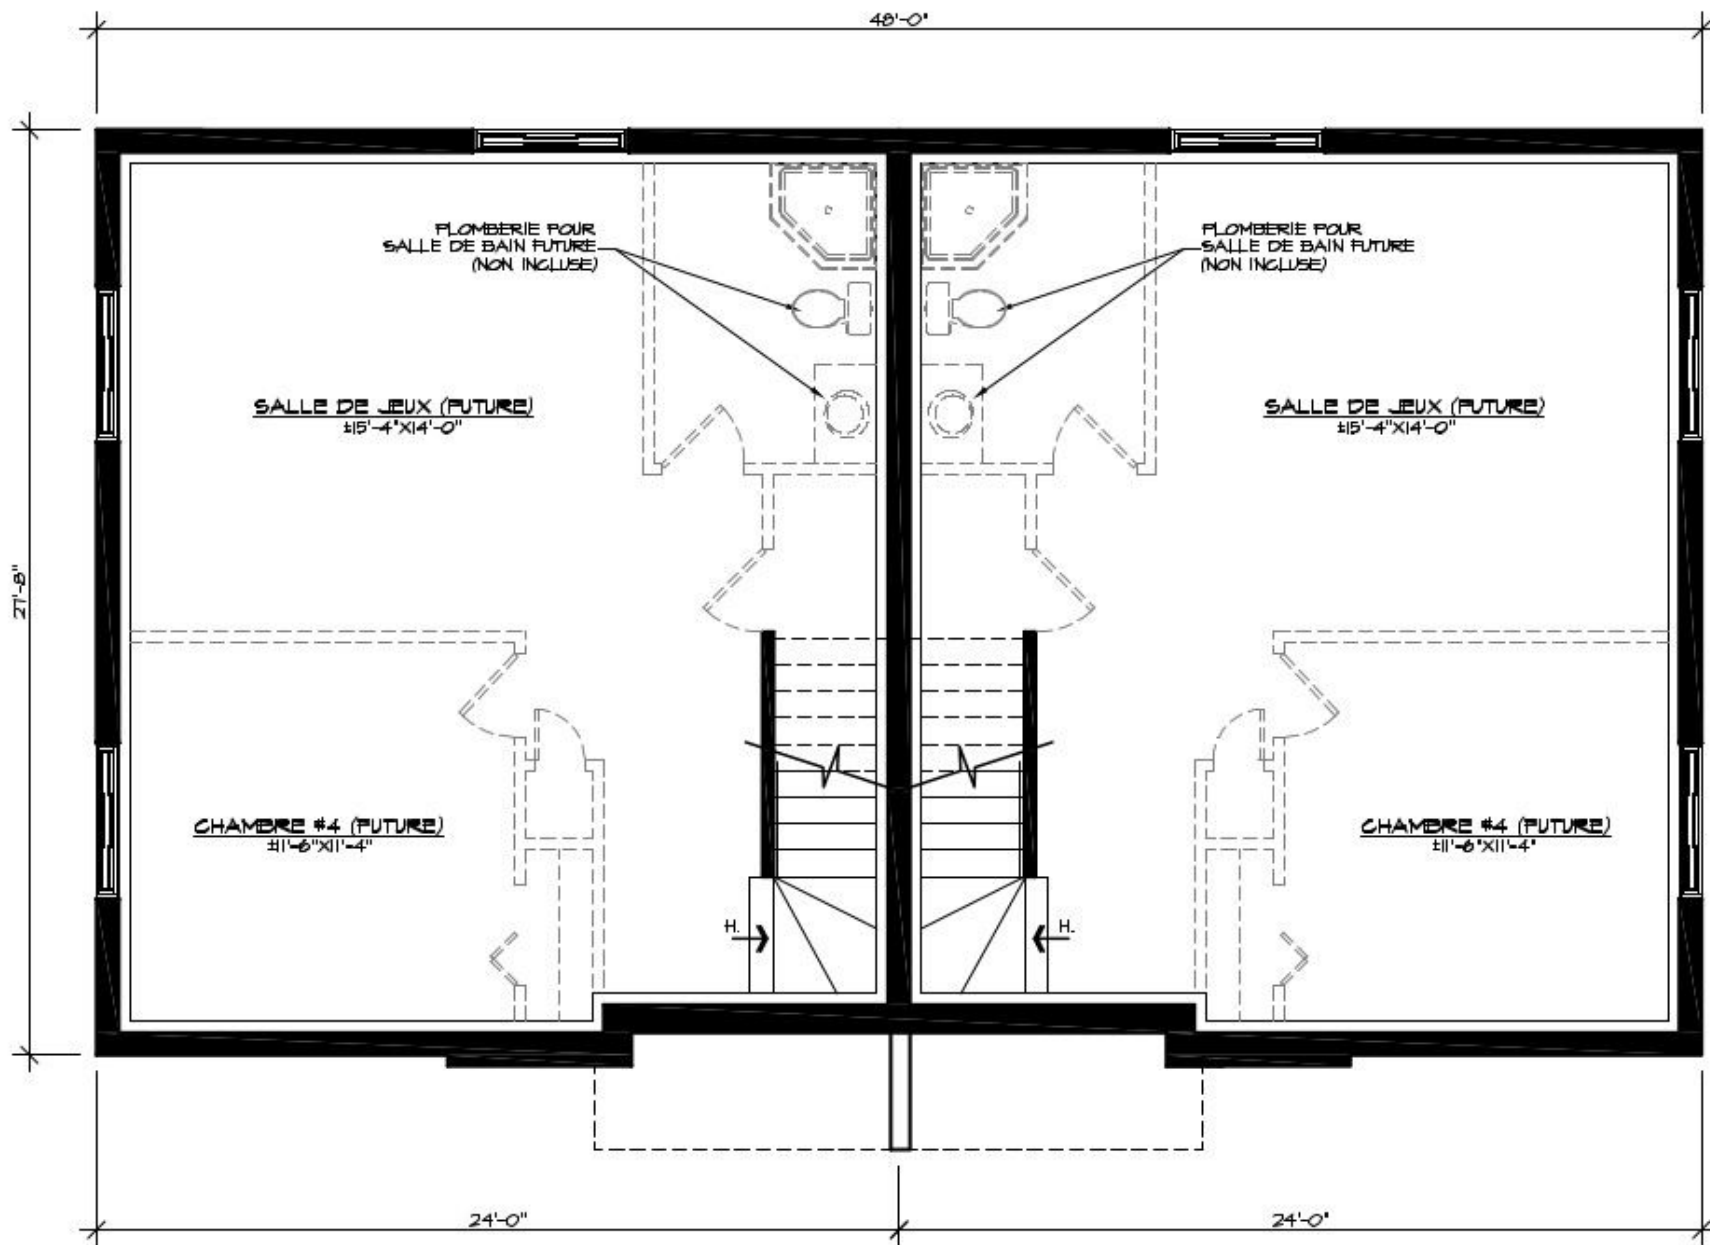 48'-0"
PLOMBERIE POUR
SALLE DE BAIN FUTURE
(NON INCLUSE)
PLOMBERIE POUR
SALLE DE BAIN FUTURE
(NON INCLUSE)
SALLE DE JEUX (FUTURE)
±15'-4"X14'-0"
SALLE DE JEUX (FUTURE)
±15'-4"X14'-0"
27'-8"
CHAMBRE #4 (FUTURE)
±11'-6"X11'-4"
CHAMBRE #4 (FUTURE)
±11'-6"X11'-4"
H.
H.
24'-0"
24'-0"